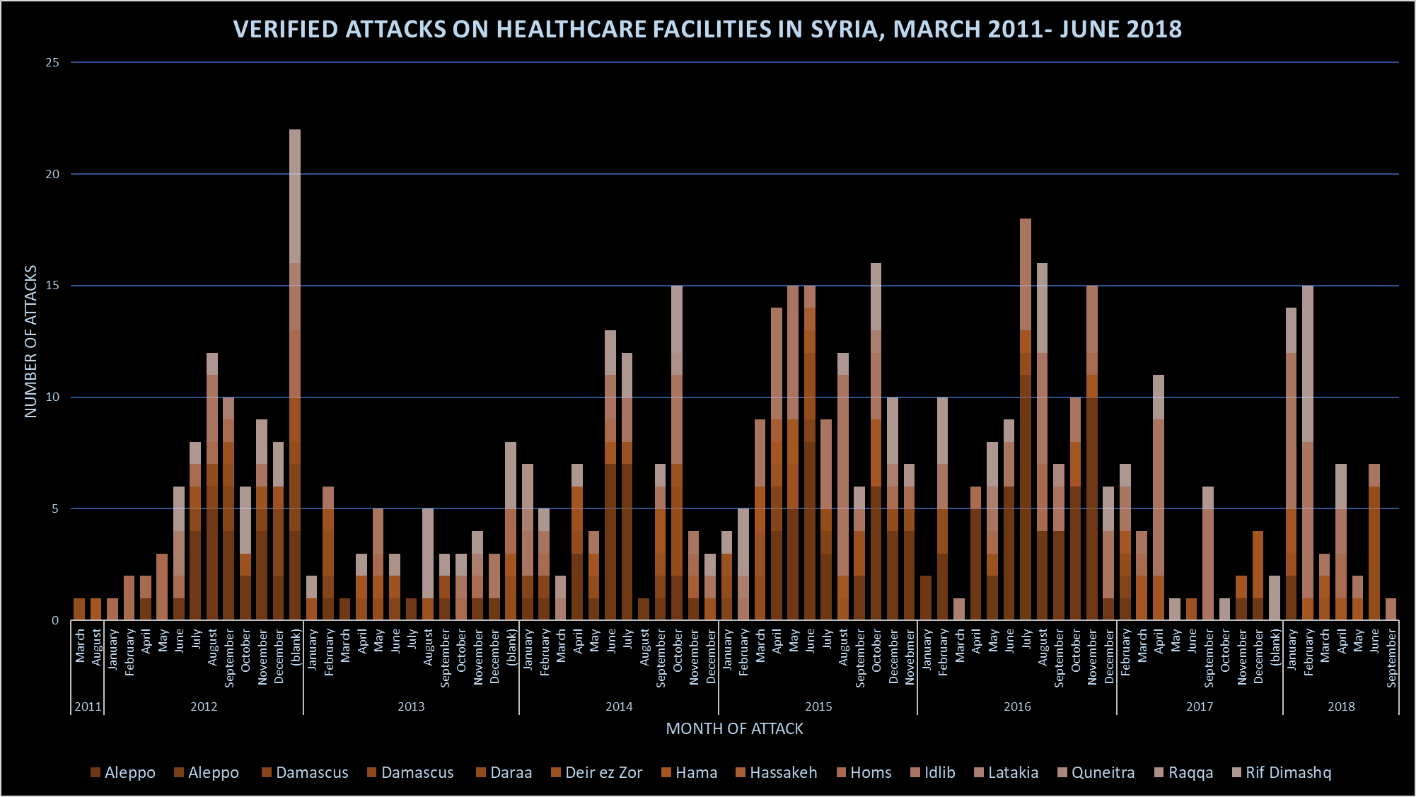 VERIFIED ATTACKS ON HEALTHCARE FACILITIES IN SYRIA, MARCH 2011- JUNE 2018
NUMBER OF ATTACKS
25
20
15
10
5
0
March
August
January
February
April
May
June
July
August
September
October
November
December
(blank)
January
February
March
April
May
June
July
August
September
October
November
December
(blank)
January
February
March
April
May
June
July
August
September
October
November
December
January
February
March
April
May
June
July
August
September
October
December
Novebmer
January
February
March
April
May
June
July
August
September
October
November
December
February
March
April
May
June
September
October
November
December
(blank)
January
February
March
April
May
June
September
2011 2012 2013 2014 2015 2016 2017 2018
MONTH OF ATTACK
Aleppo Aleppo Damascus Damascus Daraa Deir ez Zor Hama Hassakeh Homs Idlib Latakia Quneitra Raqqa Rif Dimashq